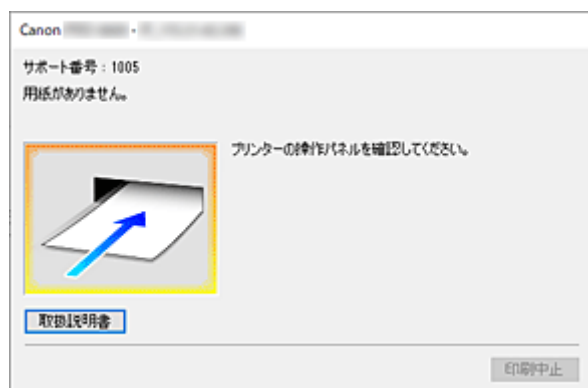 Canon
サポート番号：1005
用紙がありません。
プリンターの操作パネルを確認してください。
取扱説明書
印刷中止